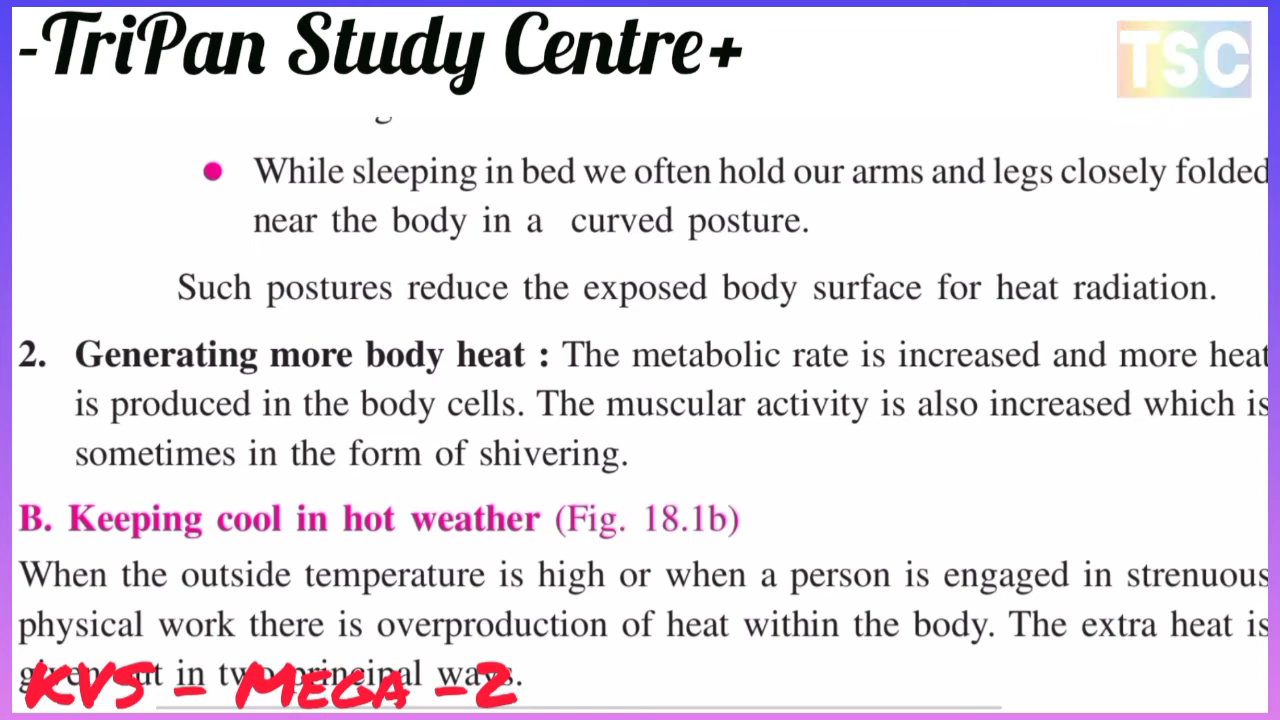 -TriPan Study Centre+
TSC
While sleeping in bed we often hold our arms and legs closely folded
near the body in a curved posture.
Such postures reduce the exposed body surface for heat radiation.
2. Generating more body heat : The metabolic rate is increased and more heat
is produced in the body cells. The muscular activity is also increased which is
sometimes in the form of shivering.
B. Keeping cool in hot weather (Fig. 18.1b)
When the outside temperature is high or when a person is engaged in strenuous
physical work there is overproduction of heat within the body. The extra heat is
in two principal ways.
KVS - MEGA -2